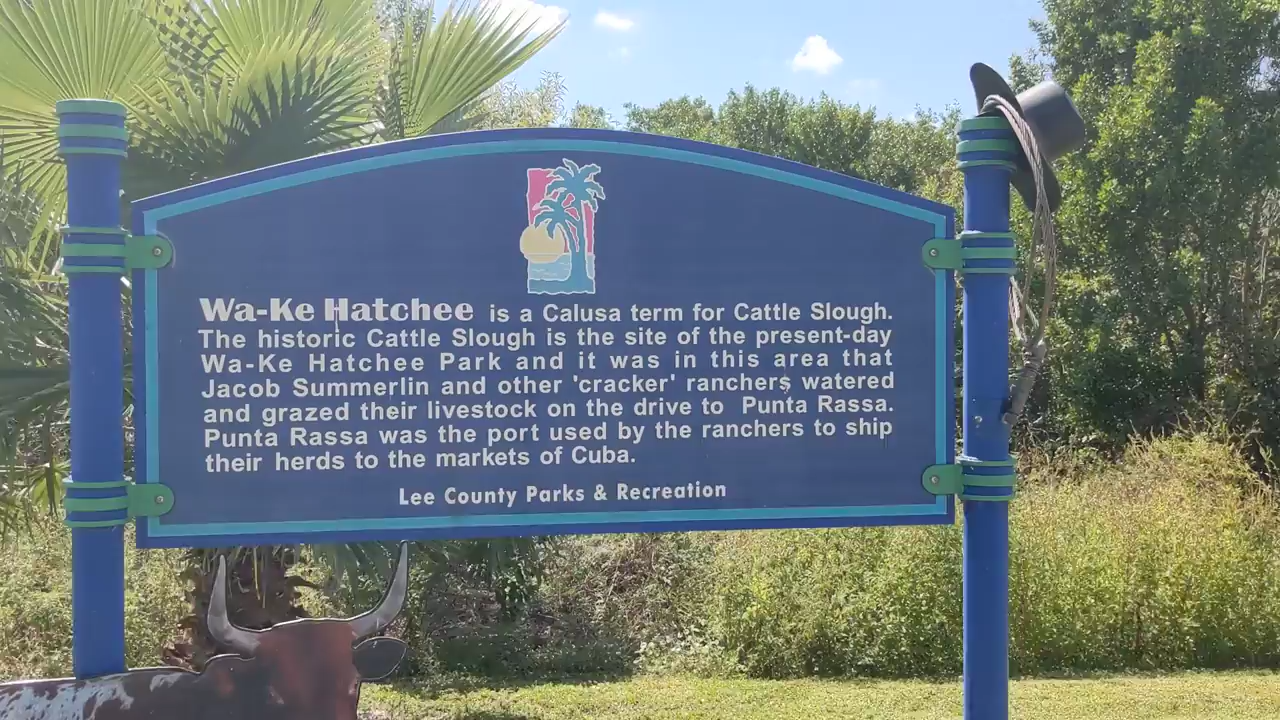 Wa-Ke Hatchee is a Calusa term for Cattle Slough.
The historic Cattle Slough is the site of the present-day
Wa-Ke Hatchee Park and it was in this area that
Jacob Summerlin and other 'cracker' ranchers watered
and grazed their livestock on the drive to Punta Rassa.
Punta Rassa was the port used by the ranchers to ship
their herds to the markets of Cuba.
Lee County Parks & Recreation